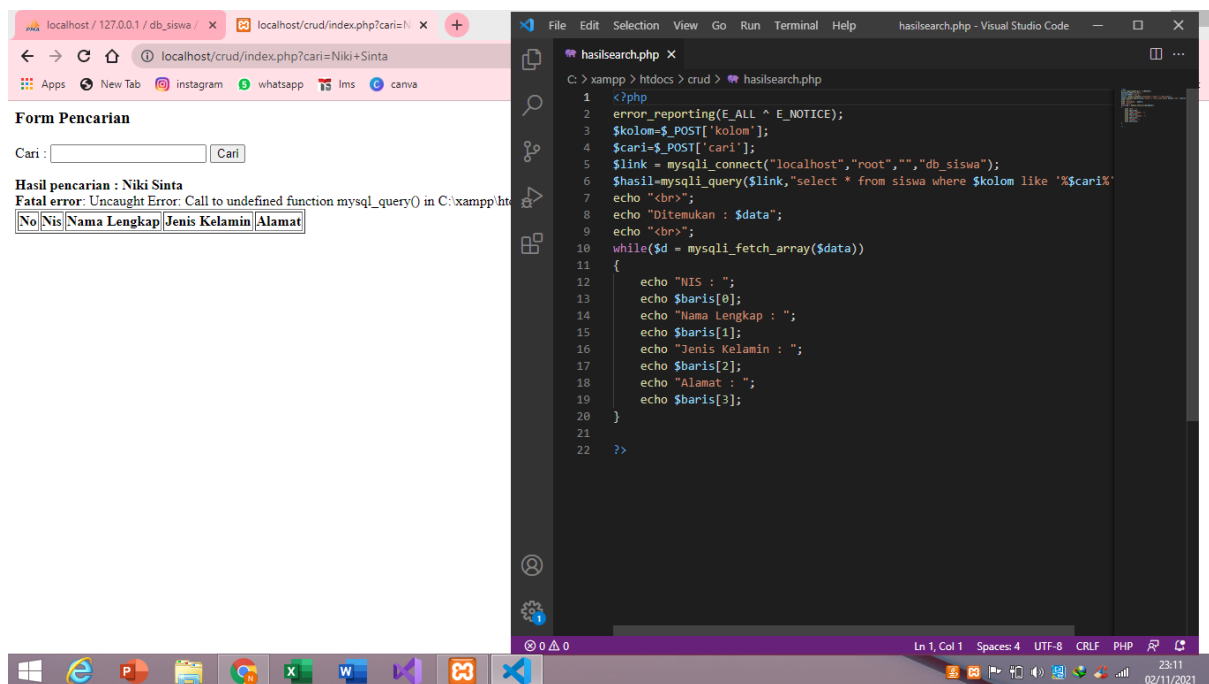 localhost / 127.0.0.1 / db_siswa /
localhost/crud/index.php?cari=N
localhost/crud/index.php?cari=Niki+Sinta
Apps New Tab instagram whatsapp lms canva
Form Pencarian
Cari : Cari
Hasil pencarian : Niki Sinta
Fatal error: Uncaught Error: Call to undefined function mysql_query() in C:\xampp\htd
No Nis Nama Lengkap Jenis Kelamin Alamat
File Edit Selection View Go Run Terminal Help hasilsearch.php - Visual Studio Code
hasilsearch.php
C: > xampp > htdocs > crud > hasilsearch.php
1 <?php
2 error_reporting(E_ALL ^ E_NOTICE);
3 $kolom=$_POST['kolom'];
4 $cari=$_POST['cari'];
5 $link = mysqli_connect("localhost","root","","db_siswa");
6 $hasil=mysqli_query($link,"select * from siswa where $kolom like '%$cari%'
7 echo "<br>";
8 echo "Ditemukan : $data";
9 echo "<br>";
10 while($d = mysqli_fetch_array($data))
11 {
12 echo "NIS : ";
13 echo $baris[0];
14 echo "Nama Lengkap : ";
15 echo $baris[1];
16 echo "Jenis Kelamin : ";
17 echo $baris[2];
18 echo "Alamat : ";
19 echo $baris[3];
20 }
21
22 ?>
1
0 0 Ln 1, Col 1 Spaces: 4 UTF-8 CRLF PHP
23:11
02/11/2021